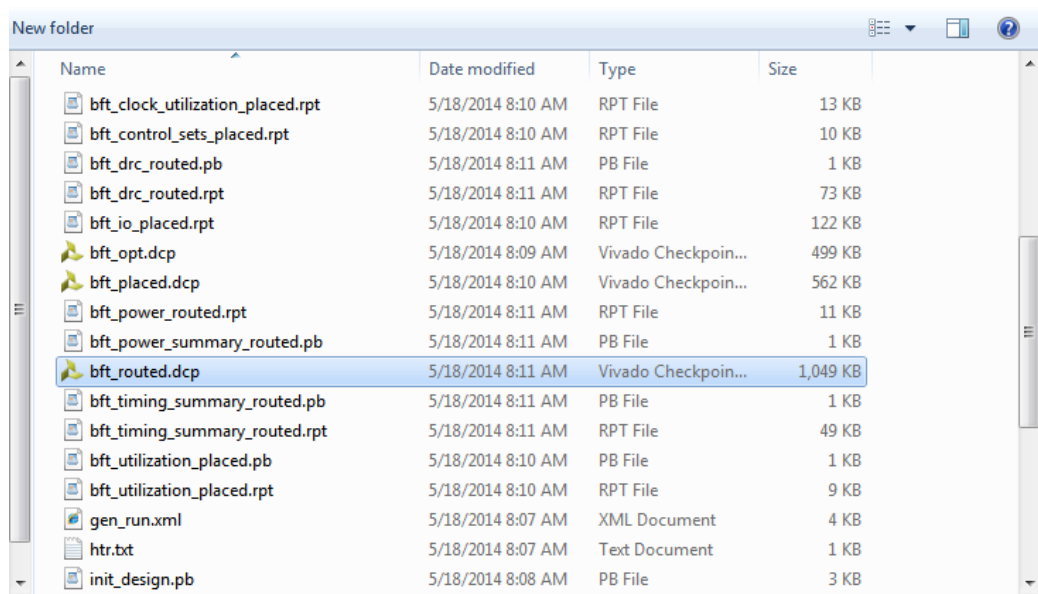 New folder
Name Date modified Type Size
bft_clock_utilization_placed.rpt 5/18/2014 8:10 AM RPT File 13 KB
bft_control_sets_placed.rpt 5/18/2014 8:10 AM RPT File 10 KB
bft_drc_routed.pb 5/18/2014 8:11 AM PB File 1 KB
bft_drc_routed.rpt 5/18/2014 8:11 AM RPT File 73 KB
bft_io_placed.rpt 5/18/2014 8:10 AM RPT File 122 KB
bft_opt.dcp 5/18/2014 8:09 AM Vivado Checkpoin... 499 KB
bft_placed.dcp 5/18/2014 8:10 AM Vivado Checkpoin... 562 KB
bft_power_routed.rpt 5/18/2014 8:11 AM RPT File 11 KB
bft_power_summary_routed.pb 5/18/2014 8:11 AM PB File 1 KB
bft_routed.dcp 5/18/2014 8:11 AM Vivado Checkpoin... 1,049 KB
bft_timing_summary_routed.pb 5/18/2014 8:11 AM PB File 1 KB
bft_timing_summary_routed.rpt 5/18/2014 8:11 AM RPT File 49 KB
bft_utilization_placed.pb 5/18/2014 8:10 AM PB File 1 KB
bft_utilization_placed.rpt 5/18/2014 8:10 AM RPT File 9 KB
gen_run.xml 5/18/2014 8:07 AM XML Document 4 KB
htr.txt 5/18/2014 8:07 AM Text Document 1 KB
init_design.pb 5/18/2014 8:08 AM PB File 3 KB